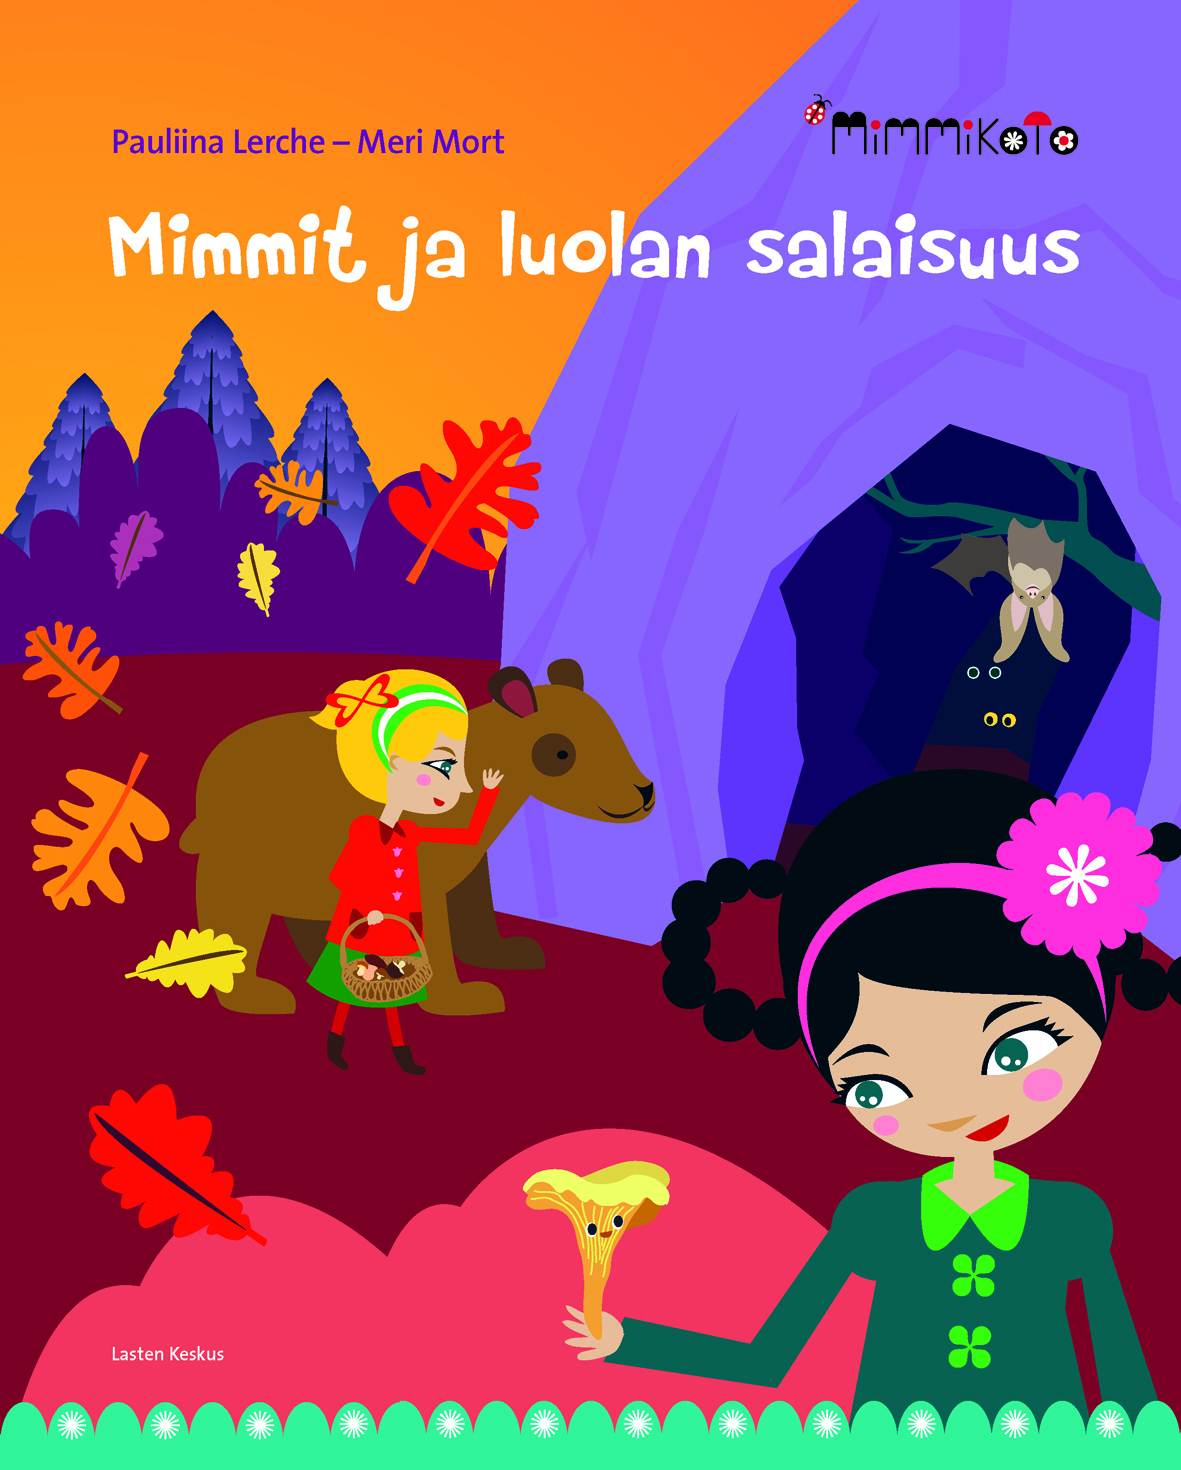 Pauliina Lerche – Meri Mort
MiMMiKOTO
Mimmit ja luolan salaisuus
Lasten Keskus